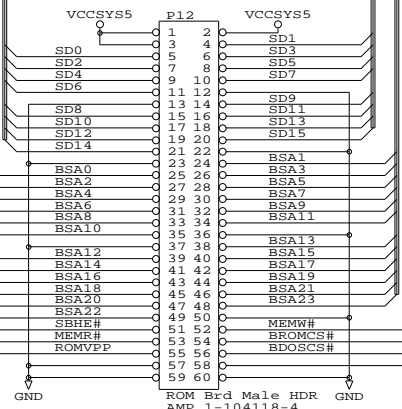 VCCSYS5 P12 VCCSYS5
1 2
SD1
3 4
SD0 SD3
5 6
SD2 SD5
7 8
SD4 SD7
9 10
SD6
11 12
SD9
13 14
SD8 SD11
15 16
SD10 SD13
17 18
SD12 SD15
19 20
SD14
21 22
BSA1
23 24
BSA0 BSA3
25 26
BSA2 BSA5
27 28
BSA4 BSA7
29 30
BSA6 BSA9
31 32
BSA8 BSA11
33 34
BSA10
35 36
BSA13
37 38
BSA12 BSA15
39 40
BSA14 BSA17
41 42
BSA16 BSA19
43 44
BSA18 BSA21
45 46
BSA20 BSA23
47 48
BSA22
49 50
SBHE# MEMW#
51 52
MEMR# BROMCS#
53 54
ROMVPP BDOSCS#
55 56
57 58
59 60
GND ROM Brd Male HDR GND
AMP 1-104118-4